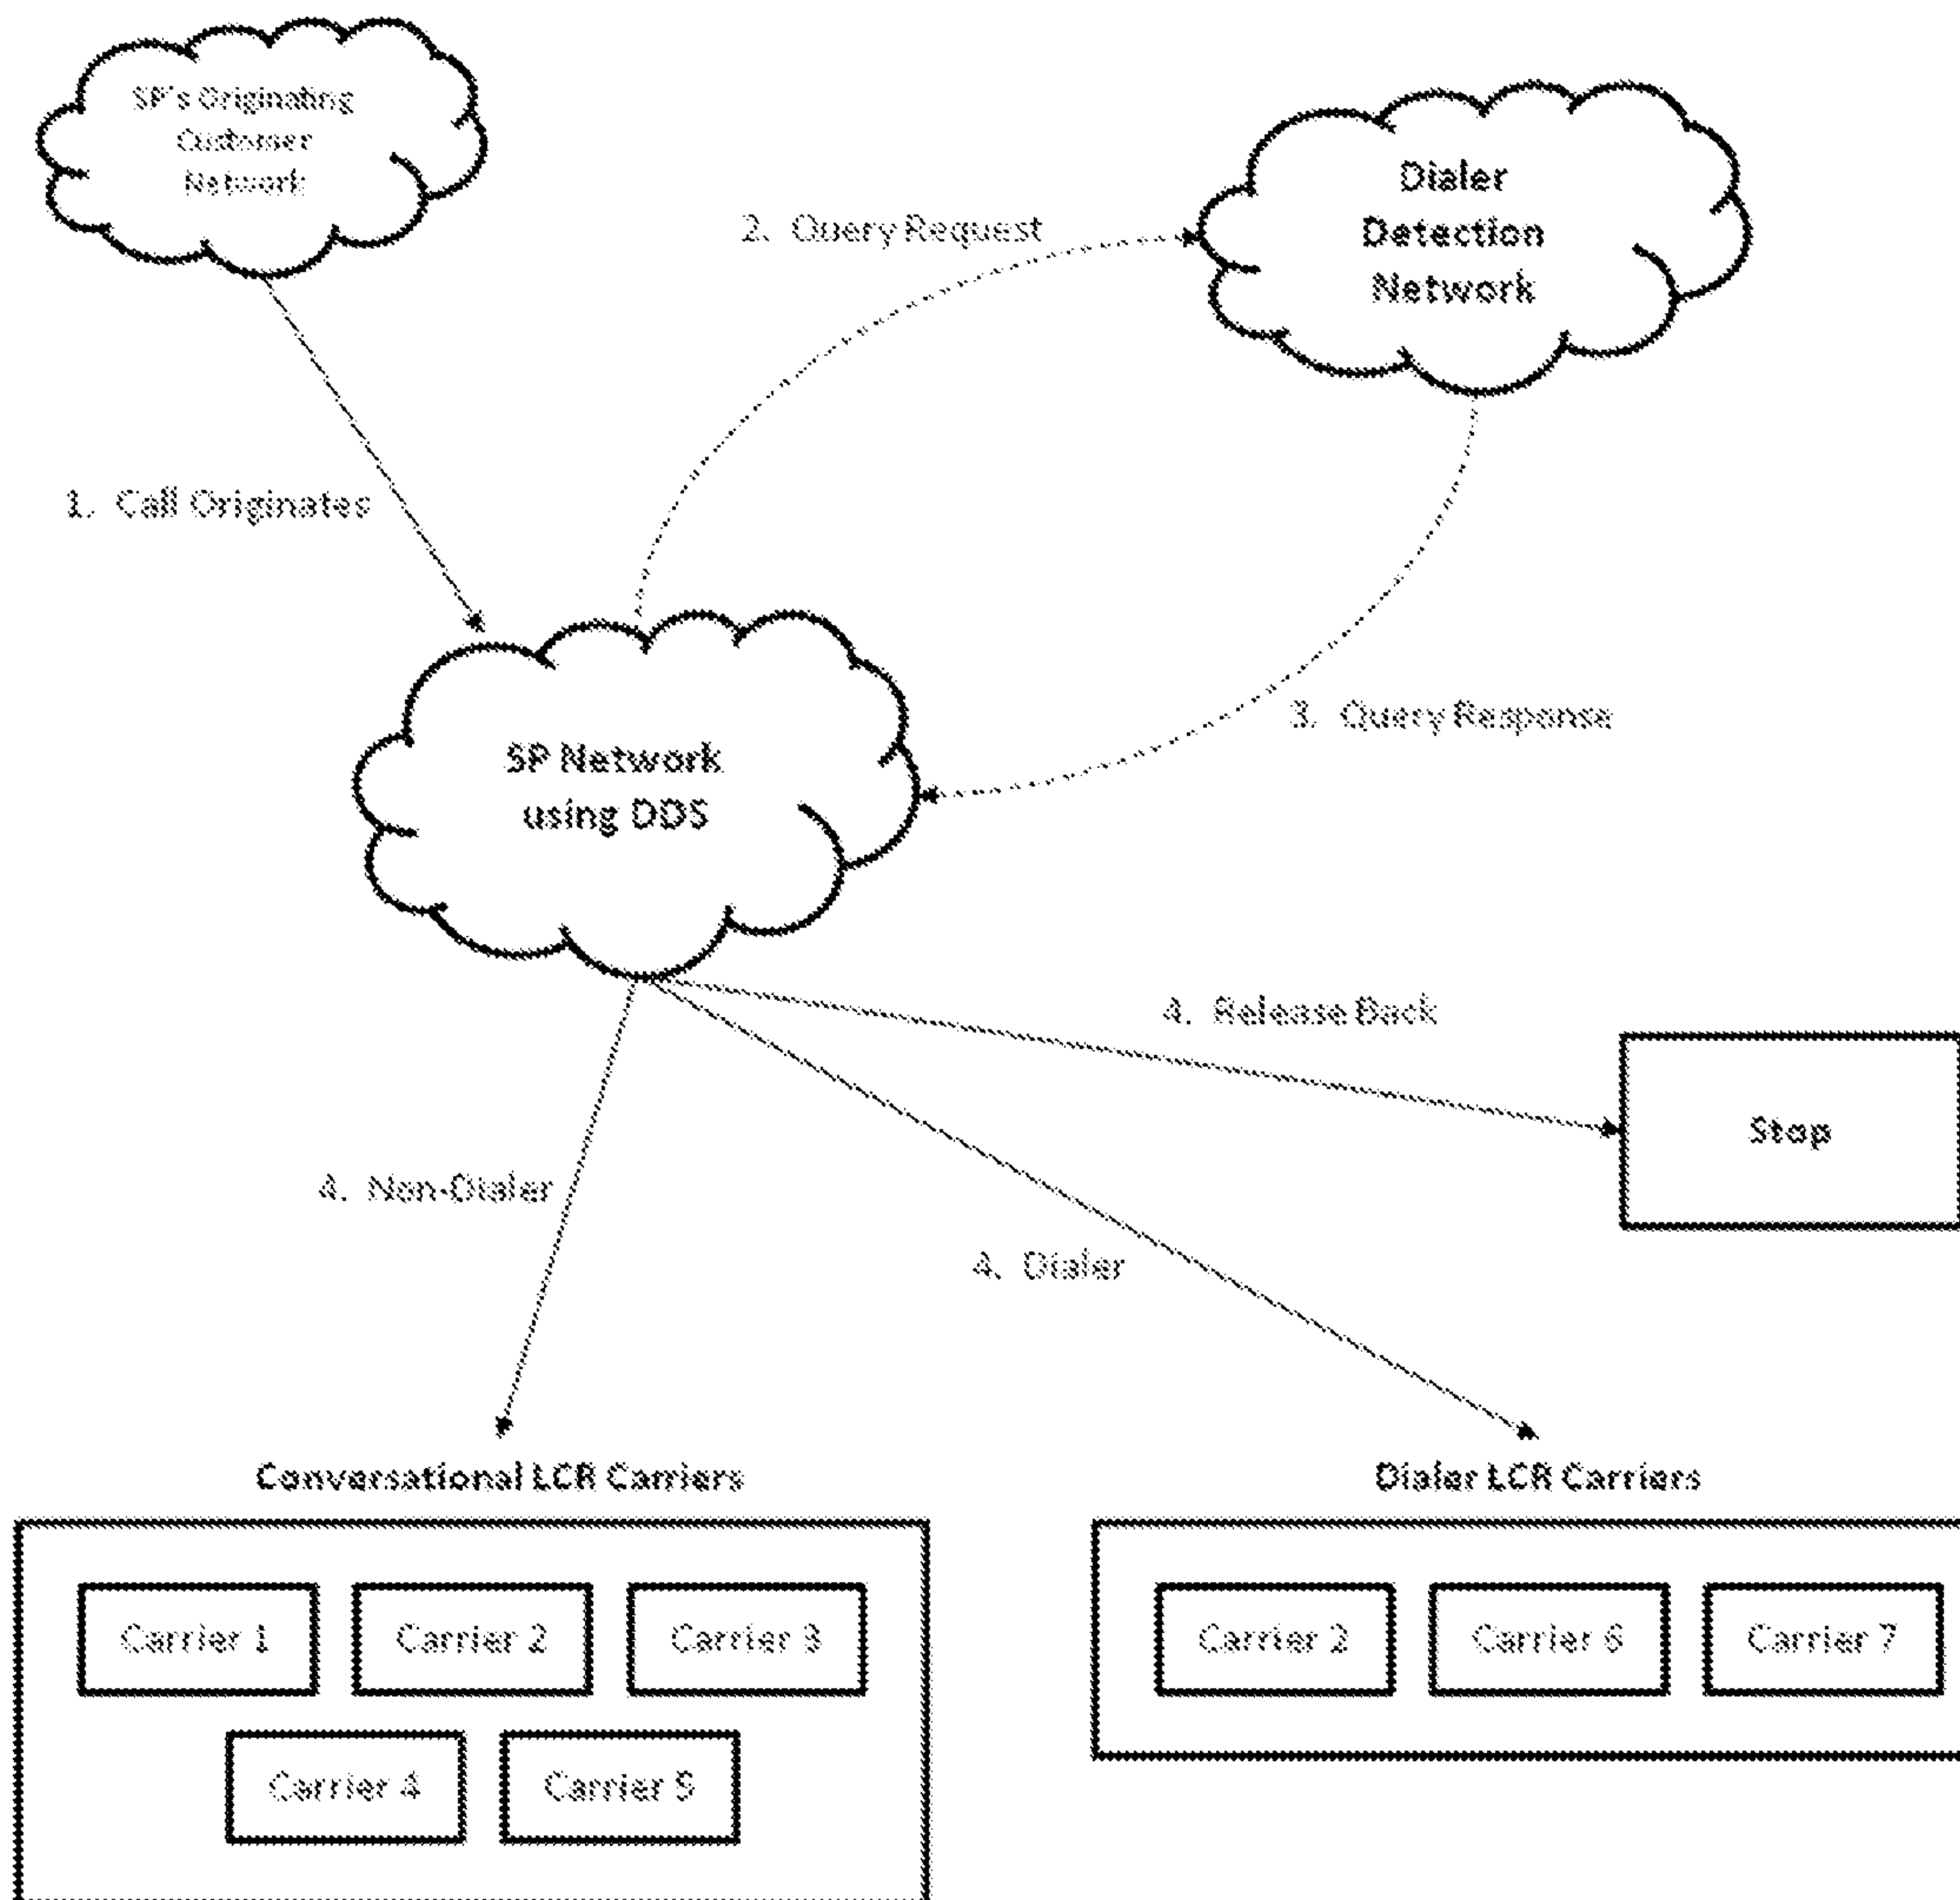 SP's Originating
Customer
Network
Dialer
Detection
Network
2. Query Request
1. Call Originates
3. Query Response
SP Network
using DDS
4. Release Back
Stop
4. Non-Dialer
4. Dialer
Conversational LCR Carriers
Dialer LCR Carriers
Carrier 1
Carrier 2
Carrier 3
Carrier 2
Carrier 6
Carrier 7
Carrier 4
Carrier 5